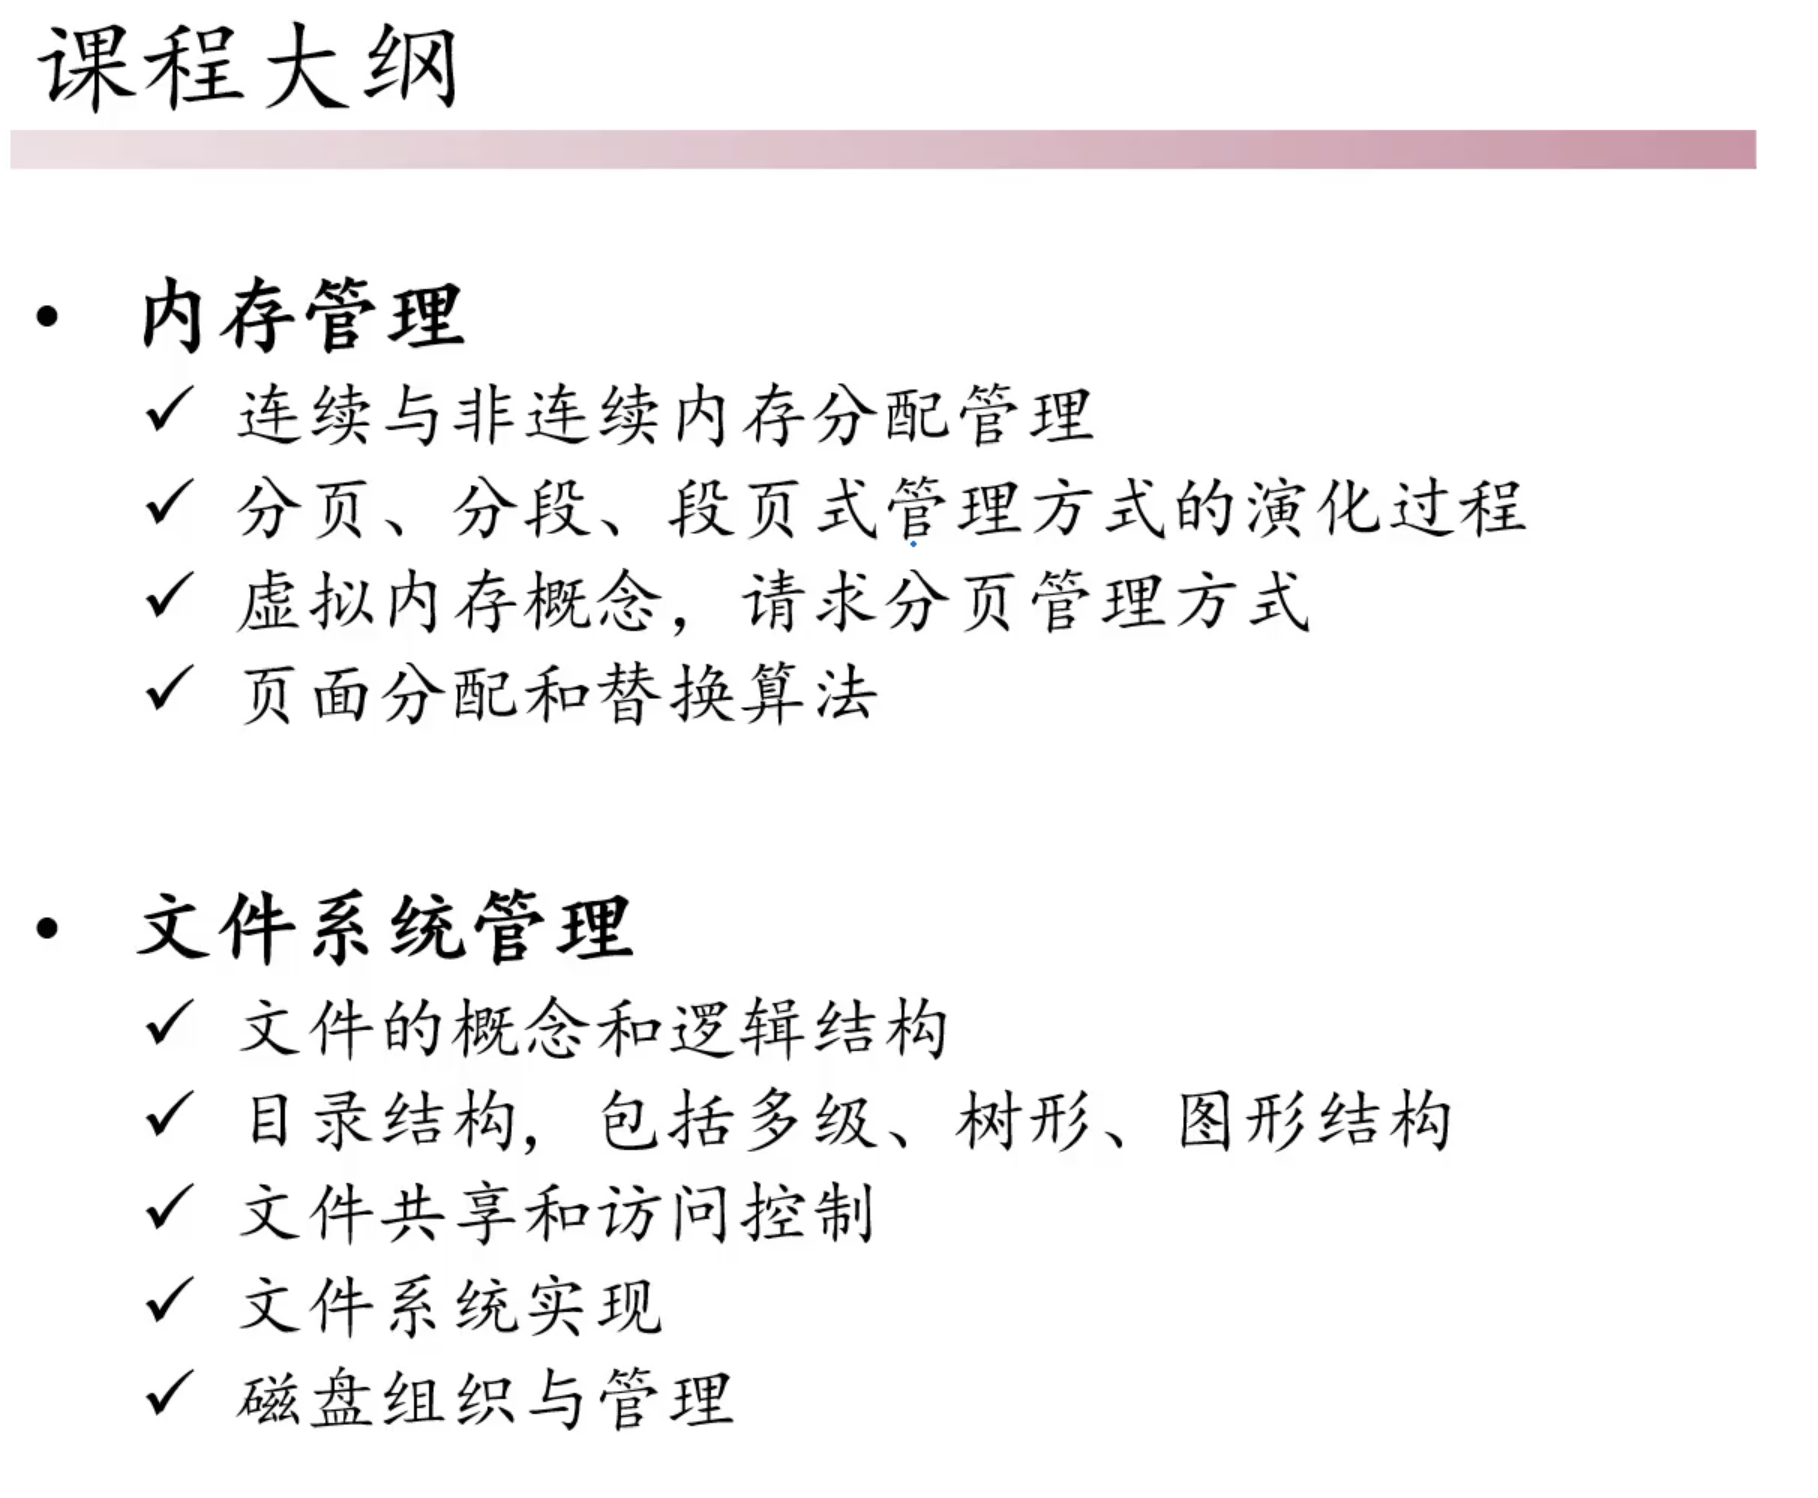 课程大纲
• 内存管理
✓ 连续与非连续内存分配管理
✓ 分页、分段、段页式管理方式的演化过程
✓ 虚拟内存概念，请求分页管理方式
✓ 页面分配和替换算法
• 文件系统管理
✓ 文件的概念和逻辑结构
✓ 目录结构，包括多级、树形、图形结构
✓ 文件共享和访问控制
✓ 文件系统实现
✓ 磁盘组织与管理